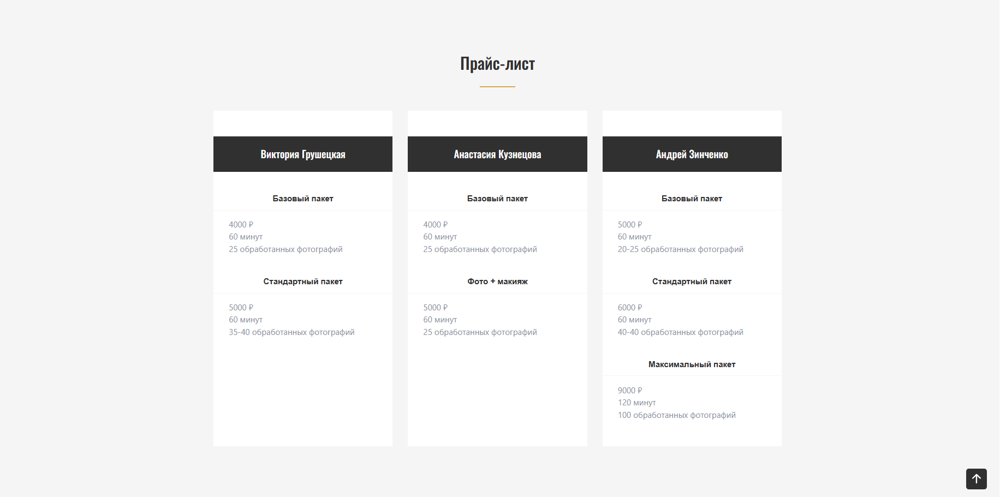 Прайс-лист
Виктория Грушецкая
Базовый пакет
4000 ₽
60 минут
25 обработанных фотографий
Стандартный пакет
5000 ₽
60 минут
35-40 обработанных фотографий
Анастасия Кузнецова
Базовый пакет
4000 ₽
60 минут
25 обработанных фотографий
Фото + макияж
5000 ₽
60 минут
25 обработанных фотографий
Андрей Зинченко
Базовый пакет
5000 ₽
60 минут
20-25 обработанных фотографий
Стандартный пакет
6000 ₽
60 минут
40-40 обработанных фотографий
Максимальный пакет
9000 ₽
120 минут
100 обработанных фотографий